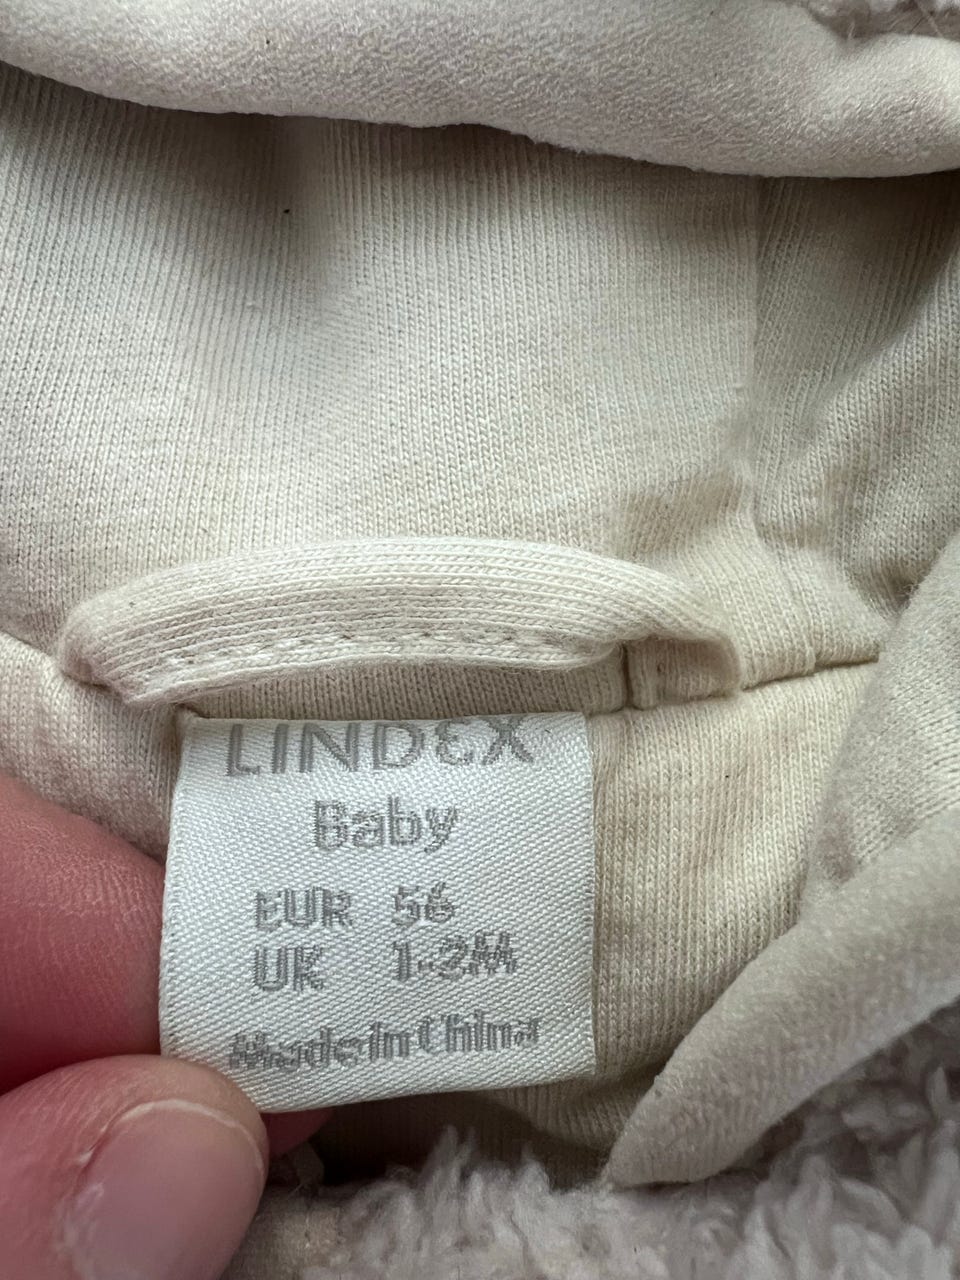 LINDEX
Baby
EUR 56
UK 1-2M
Made in China